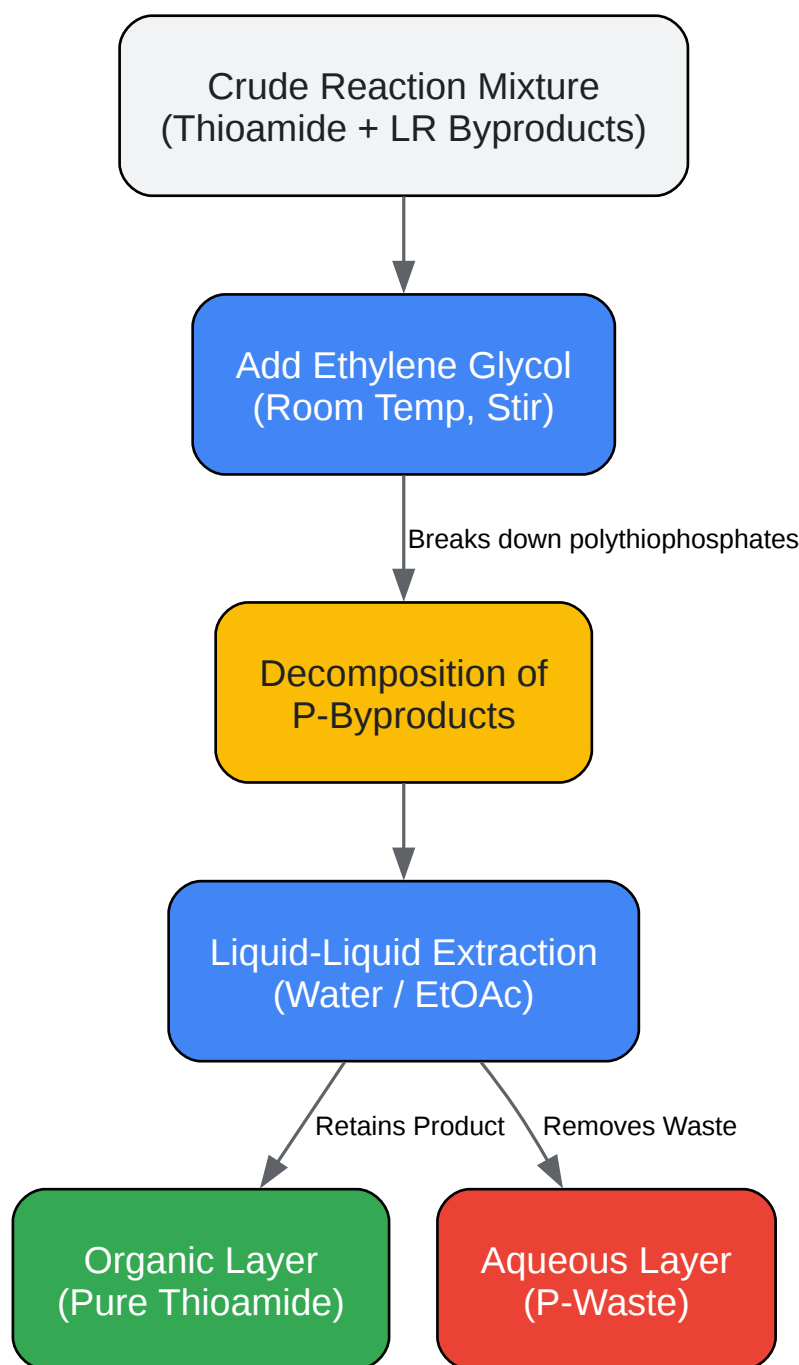 Crude Reaction Mixture
(Thioamide + LR Byproducts)
Add Ethylene Glycol
(Room Temp, Stir)
Breaks down polythiophosphates
Decomposition of
P-Byproducts
Liquid-Liquid Extraction
(Water / EtOAc)
Retains Product
Removes Waste
Organic Layer
(Pure Thioamide)
Aqueous Layer
(P-Waste)